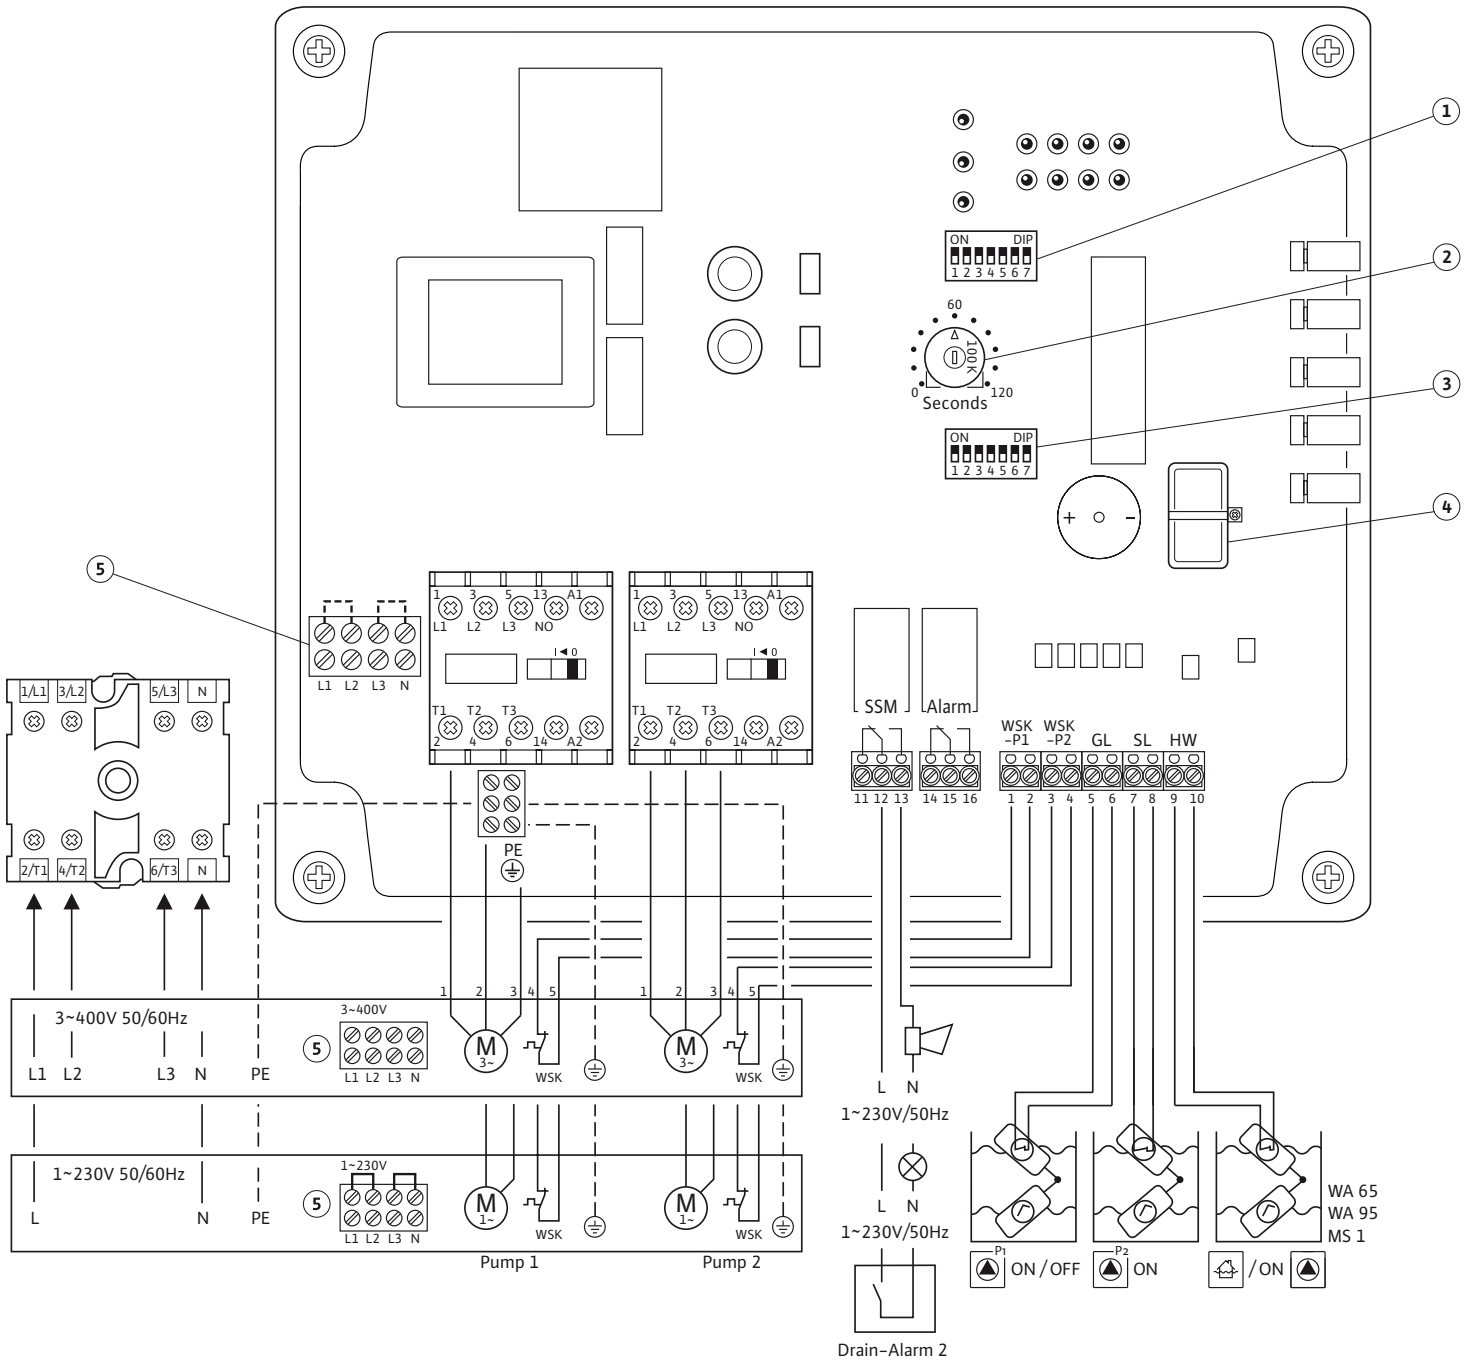 1
ON DIP
1 2 3 4 5 6 7
2
60
100 K
0 120
Seconds
3
ON DIP
1 2 3 4 5 6 7
+ -
4
5
1 3 5 13 A1
L1 L2 L3 NO
I ◄ 0
T1 T2 T3
2 4 6 14 A2
1 3 5 13 A1
L1 L2 L3 NO
I ◄ 0
T1 T2 T3
2 4 6 14 A2
L1 L2 L3 N
1/L1 3/L2 5/L3 N
2/T1 4/T2 6/T3 N
SSM Alarm
WSK -P1 WSK -P2 GL SL HW
11 12 13 14 15 16 1 2 3 4 5 6 7 8 9 10
PE
1 2 3 4 5 1 2 3 4 5
3~400V 50/60Hz
3~400V
5
L1 L2 L3 N
M 3~
WSK
M 3~
WSK
L1 L2 L3 N PE
L N
1~230V/50Hz
1~230V 50/60Hz
1~230V
5
L1 L2 L3 N
M 1~
WSK
M 1~
WSK
L N PE
Pump 1 Pump 2
L N
1~230V/50Hz
Drain-Alarm 2
WA 65
WA 95
MS 1
P1 ON / OFF
P2 ON
/ ON